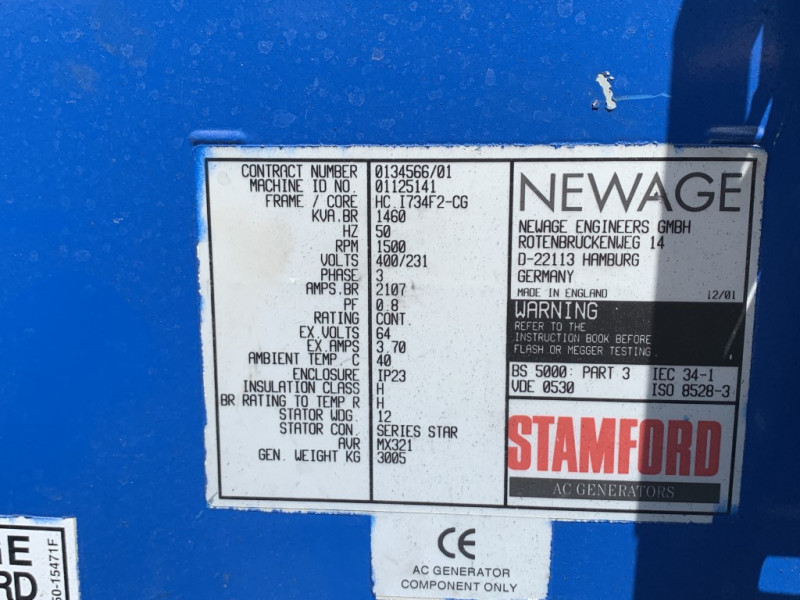 CONTRACT NUMBER 0134566/01
MACHINE ID NO. 01125141
FRAME / CORE HC.I734F2-CG
KVA.BR 1460
HZ 50
RPM 1500
VOLTS 400/231
PHASE 3
AMPS.BR 2107
PF 0.8
RATING CONT.
EX.VOLTS 64
EX.AMPS 3.70
AMBIENT TEMP. C 40
ENCLOSURE IP23
INSULATION CLASS H
BR RATING TO TEMP R H
STATOR WDG. 12
STATOR CON. SERIES STAR
AVR MX321
GEN. WEIGHT KG 3005
NEWAGE
NEWAGE ENGINEERS GMBH
ROTENBRUCKENWEG 14
D-22113 HAMBURG
GERMANY
MADE IN ENGLAND 12/01
WARNING
REFER TO THE
INSTRUCTION BOOK BEFORE
FLASH OR MEGGER TESTING
BS 5000: PART 3 IEC 34-1
VDE 0530 ISO 8528-3
STAMFORD
AC GENERATORS
CE
AC GENERATOR
COMPONENT ONLY
RD
50-15471F